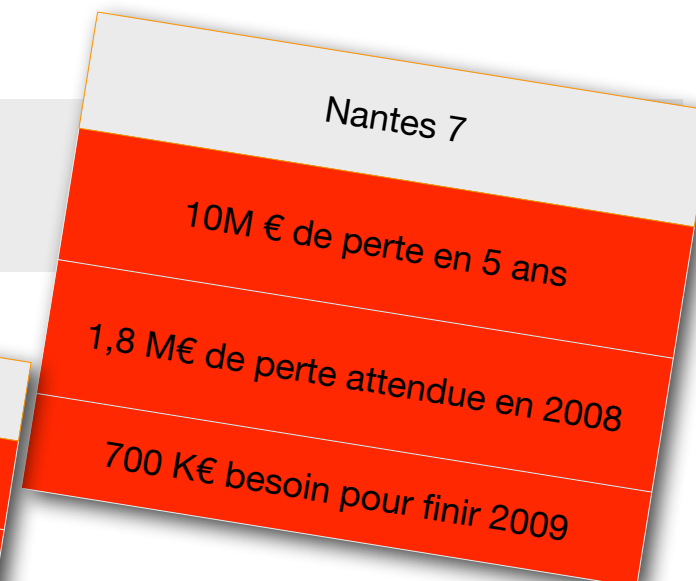 Nantes 7
10M € de perte en 5 ans
1,8 M€ de perte attendue en 2008
700 K€ besoin pour finir 2009